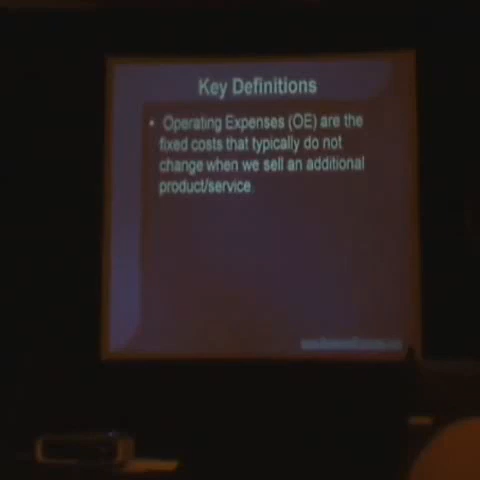 Key Definitions
• Operating Expenses (OE) are the
fixed costs that typically do not
change when we sell an additional
product/service.